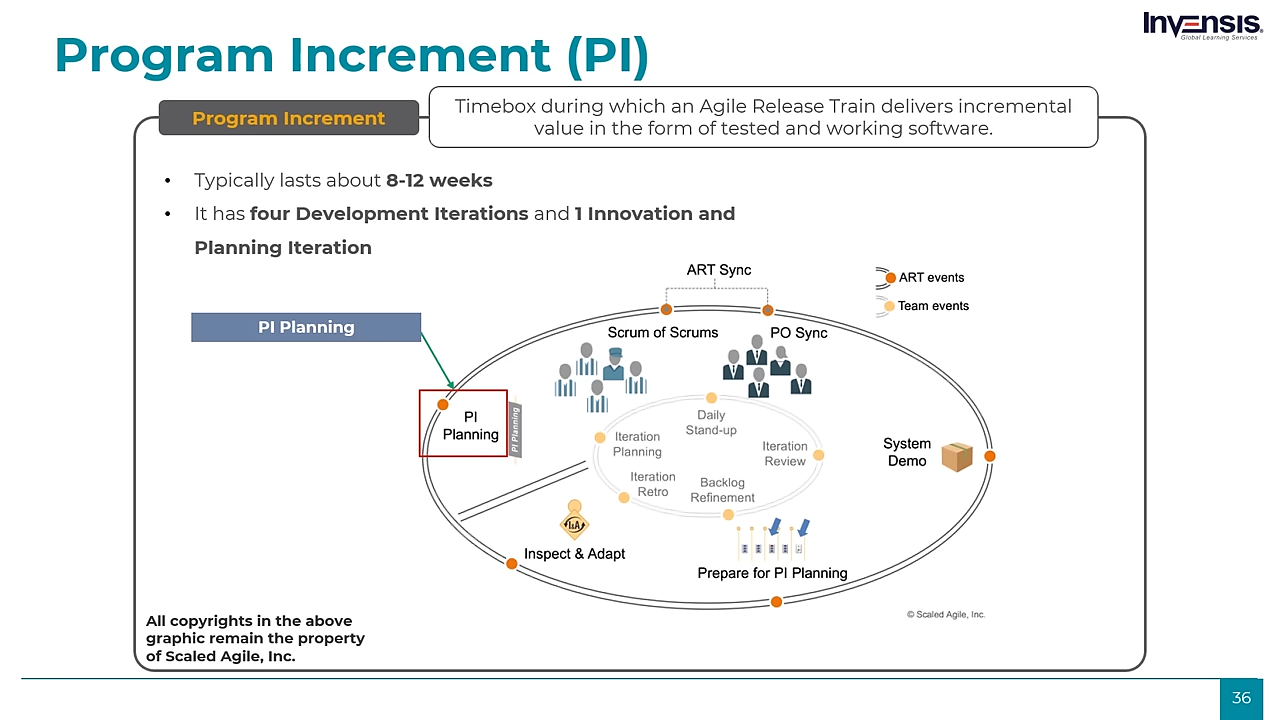 Invensis®
Global Learning Services
Program Increment (PI)
Program Increment
Timebox during which an Agile Release Train delivers incremental
value in the form of tested and working software.
• Typically lasts about 8-12 weeks
• It has four Development Iterations and 1 Innovation and
Planning Iteration
ART Sync
ART events
Team events
PI Planning
Scrum of Scrums
PO Sync
PI
Planning
PI Planning
Daily
Stand-up
Iteration
Planning
Iteration
Review
System
Demo
Iteration
Retro
Backlog
Refinement
I&A
Inspect & Adapt
Prepare for PI Planning
© Scaled Agile, Inc.
All copyrights in the above
graphic remain the property
of Scaled Agile, Inc.
36